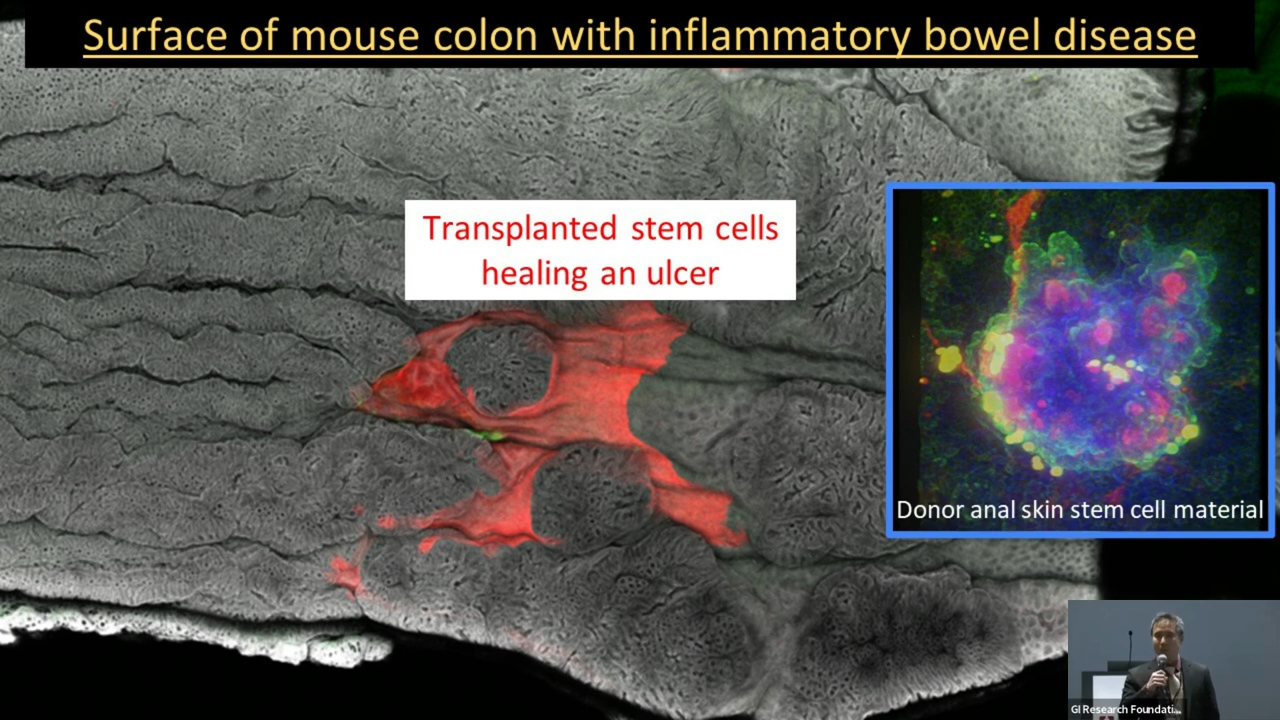 Surface of mouse colon with inflammatory bowel disease
Transplanted stem cells
healing an ulcer
Donor anal skin stem cell material
GI Research Foundati...